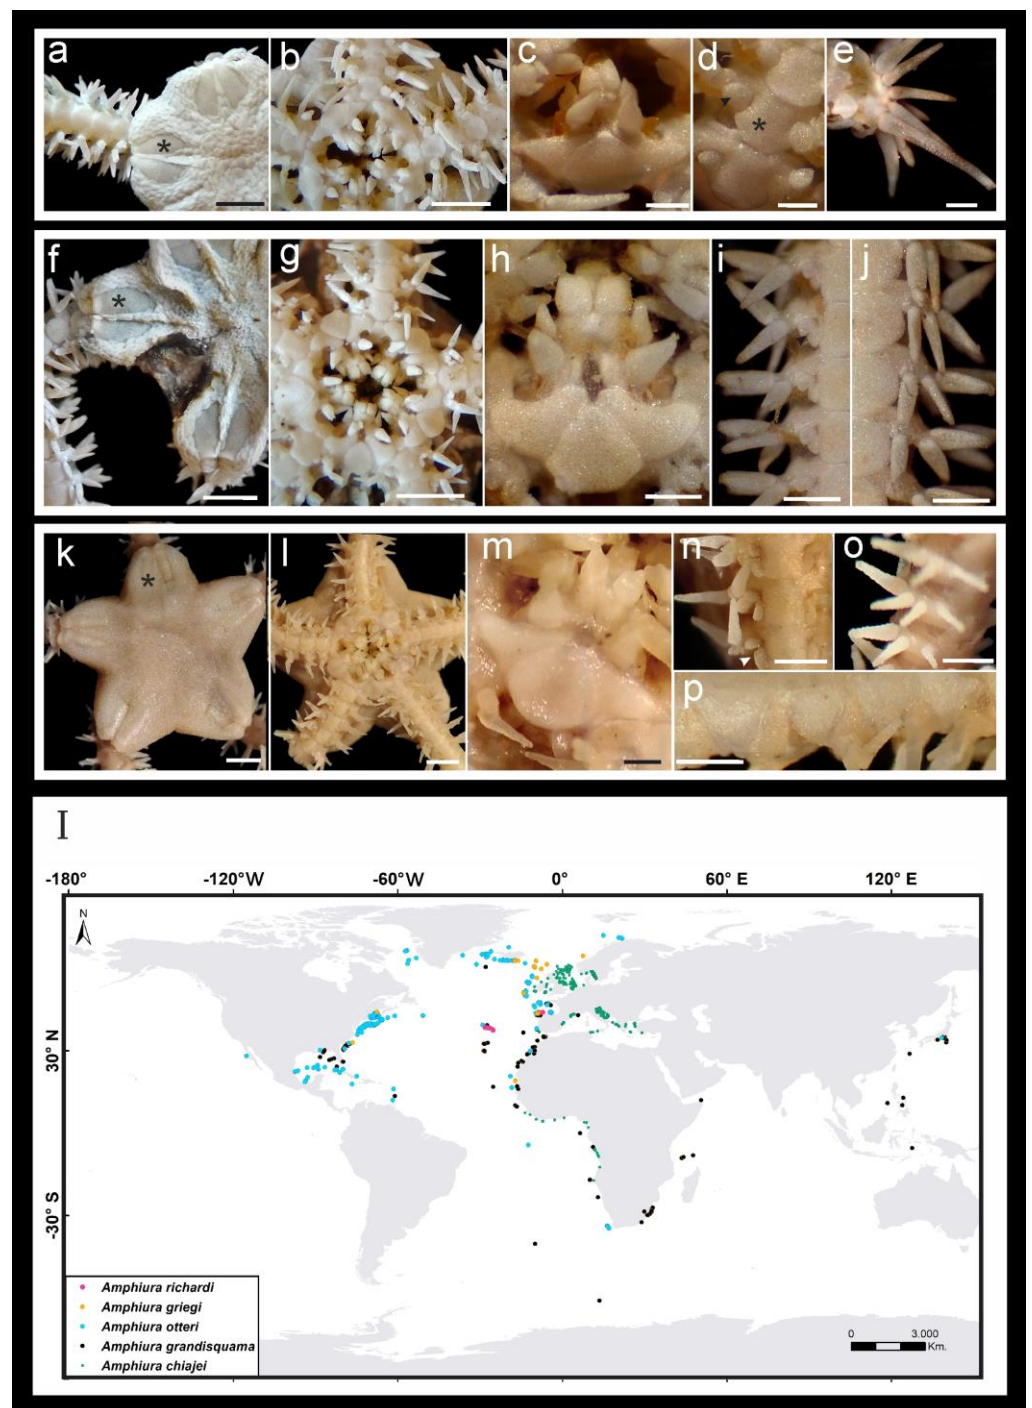 a b c d e
* *
f g h i j
*
k l m n o
*
p
I
-180° -120°W -60° W 0° 60° E 120° E
N
30° N
-30° S
Amphiura richardi
Amphiura griegi
Amphiura otteri
Amphiura grandisquama
Amphiura chiajei
0 3.000
Km.